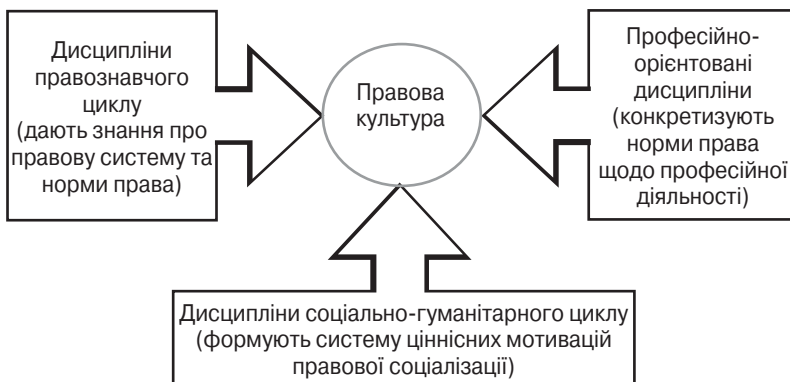 Дисципліни
правознавчого
циклу
(дають знання про
правову систему та
норми права)
Правова
культура
Професійно-
орієнтовані
дисципліни
(конкретизують
норми права
щодо професійної
діяльності)
Дисципліни соціально-гуманітарного циклу
(формують систему ціннісних мотивацій
правової соціалізації)